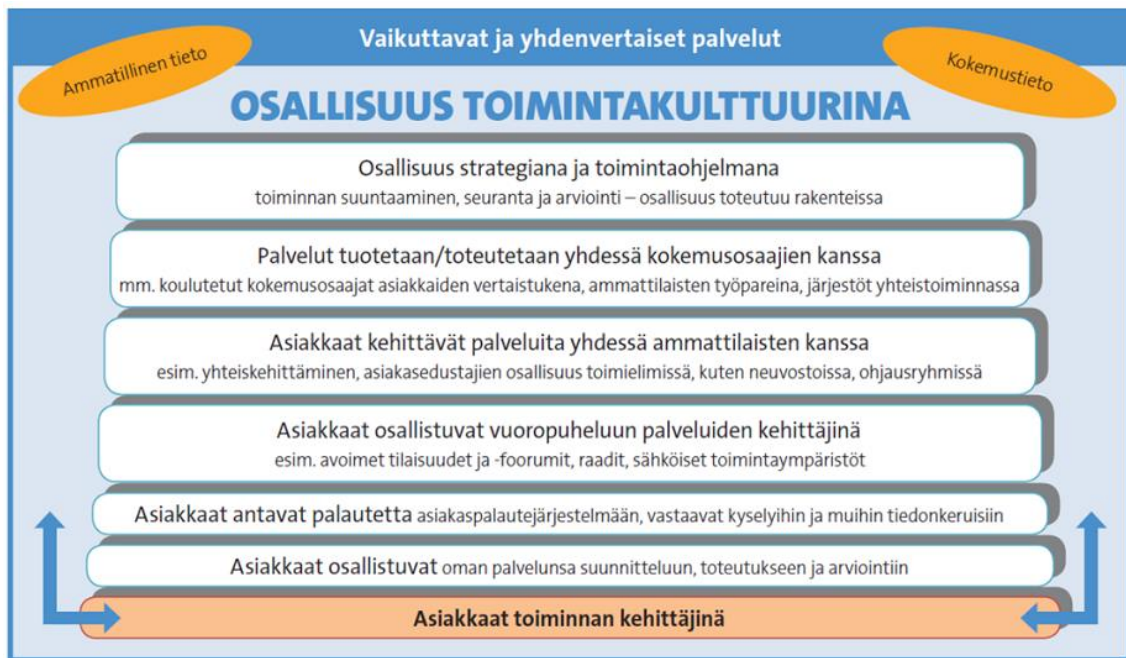 Vaikuttavat ja yhdenvertaiset palvelut
Ammatillinen tieto
Kokemustieto
OSALLISUUS TOIMINTAKULTTUURINA
Osallisuus strategiana ja toimintaohjelmana
toiminnan suuntaaminen, seuranta ja arviointi – osallisuus toteutuu rakenteissa
Palvelut tuotetaan/toteutetaan yhdessä kokemusosaajien kanssa
mm. koulutetut kokemusosaajat asiakkaiden vertaistukena, ammattilaisten työpareina, järjestöt yhteistoiminnassa
Asiakkaat kehittävät palveluita yhdessä ammattilaisten kanssa
esim. yhteiskehittäminen, asiakasedustajien osallisuus toimielimissä, kuten neuvostoissa, ohjausryhmissä
Asiakkaat osallistuvat vuoropuheluun palveluiden kehittäjinä
esim. avoimet tilaisuudet ja -foorumit, raadit, sähköiset toimintaympäristöt
Asiakkaat antavat palautetta asiakaspalautejärjestelmään, vastaavat kyselyihin ja muihin tiedonkeruisiin
Asiakkaat osallistuvat oman palvelunsa suunnitteluun, toteutukseen ja arviointiin
Asiakkaat toiminnan kehittäjinä